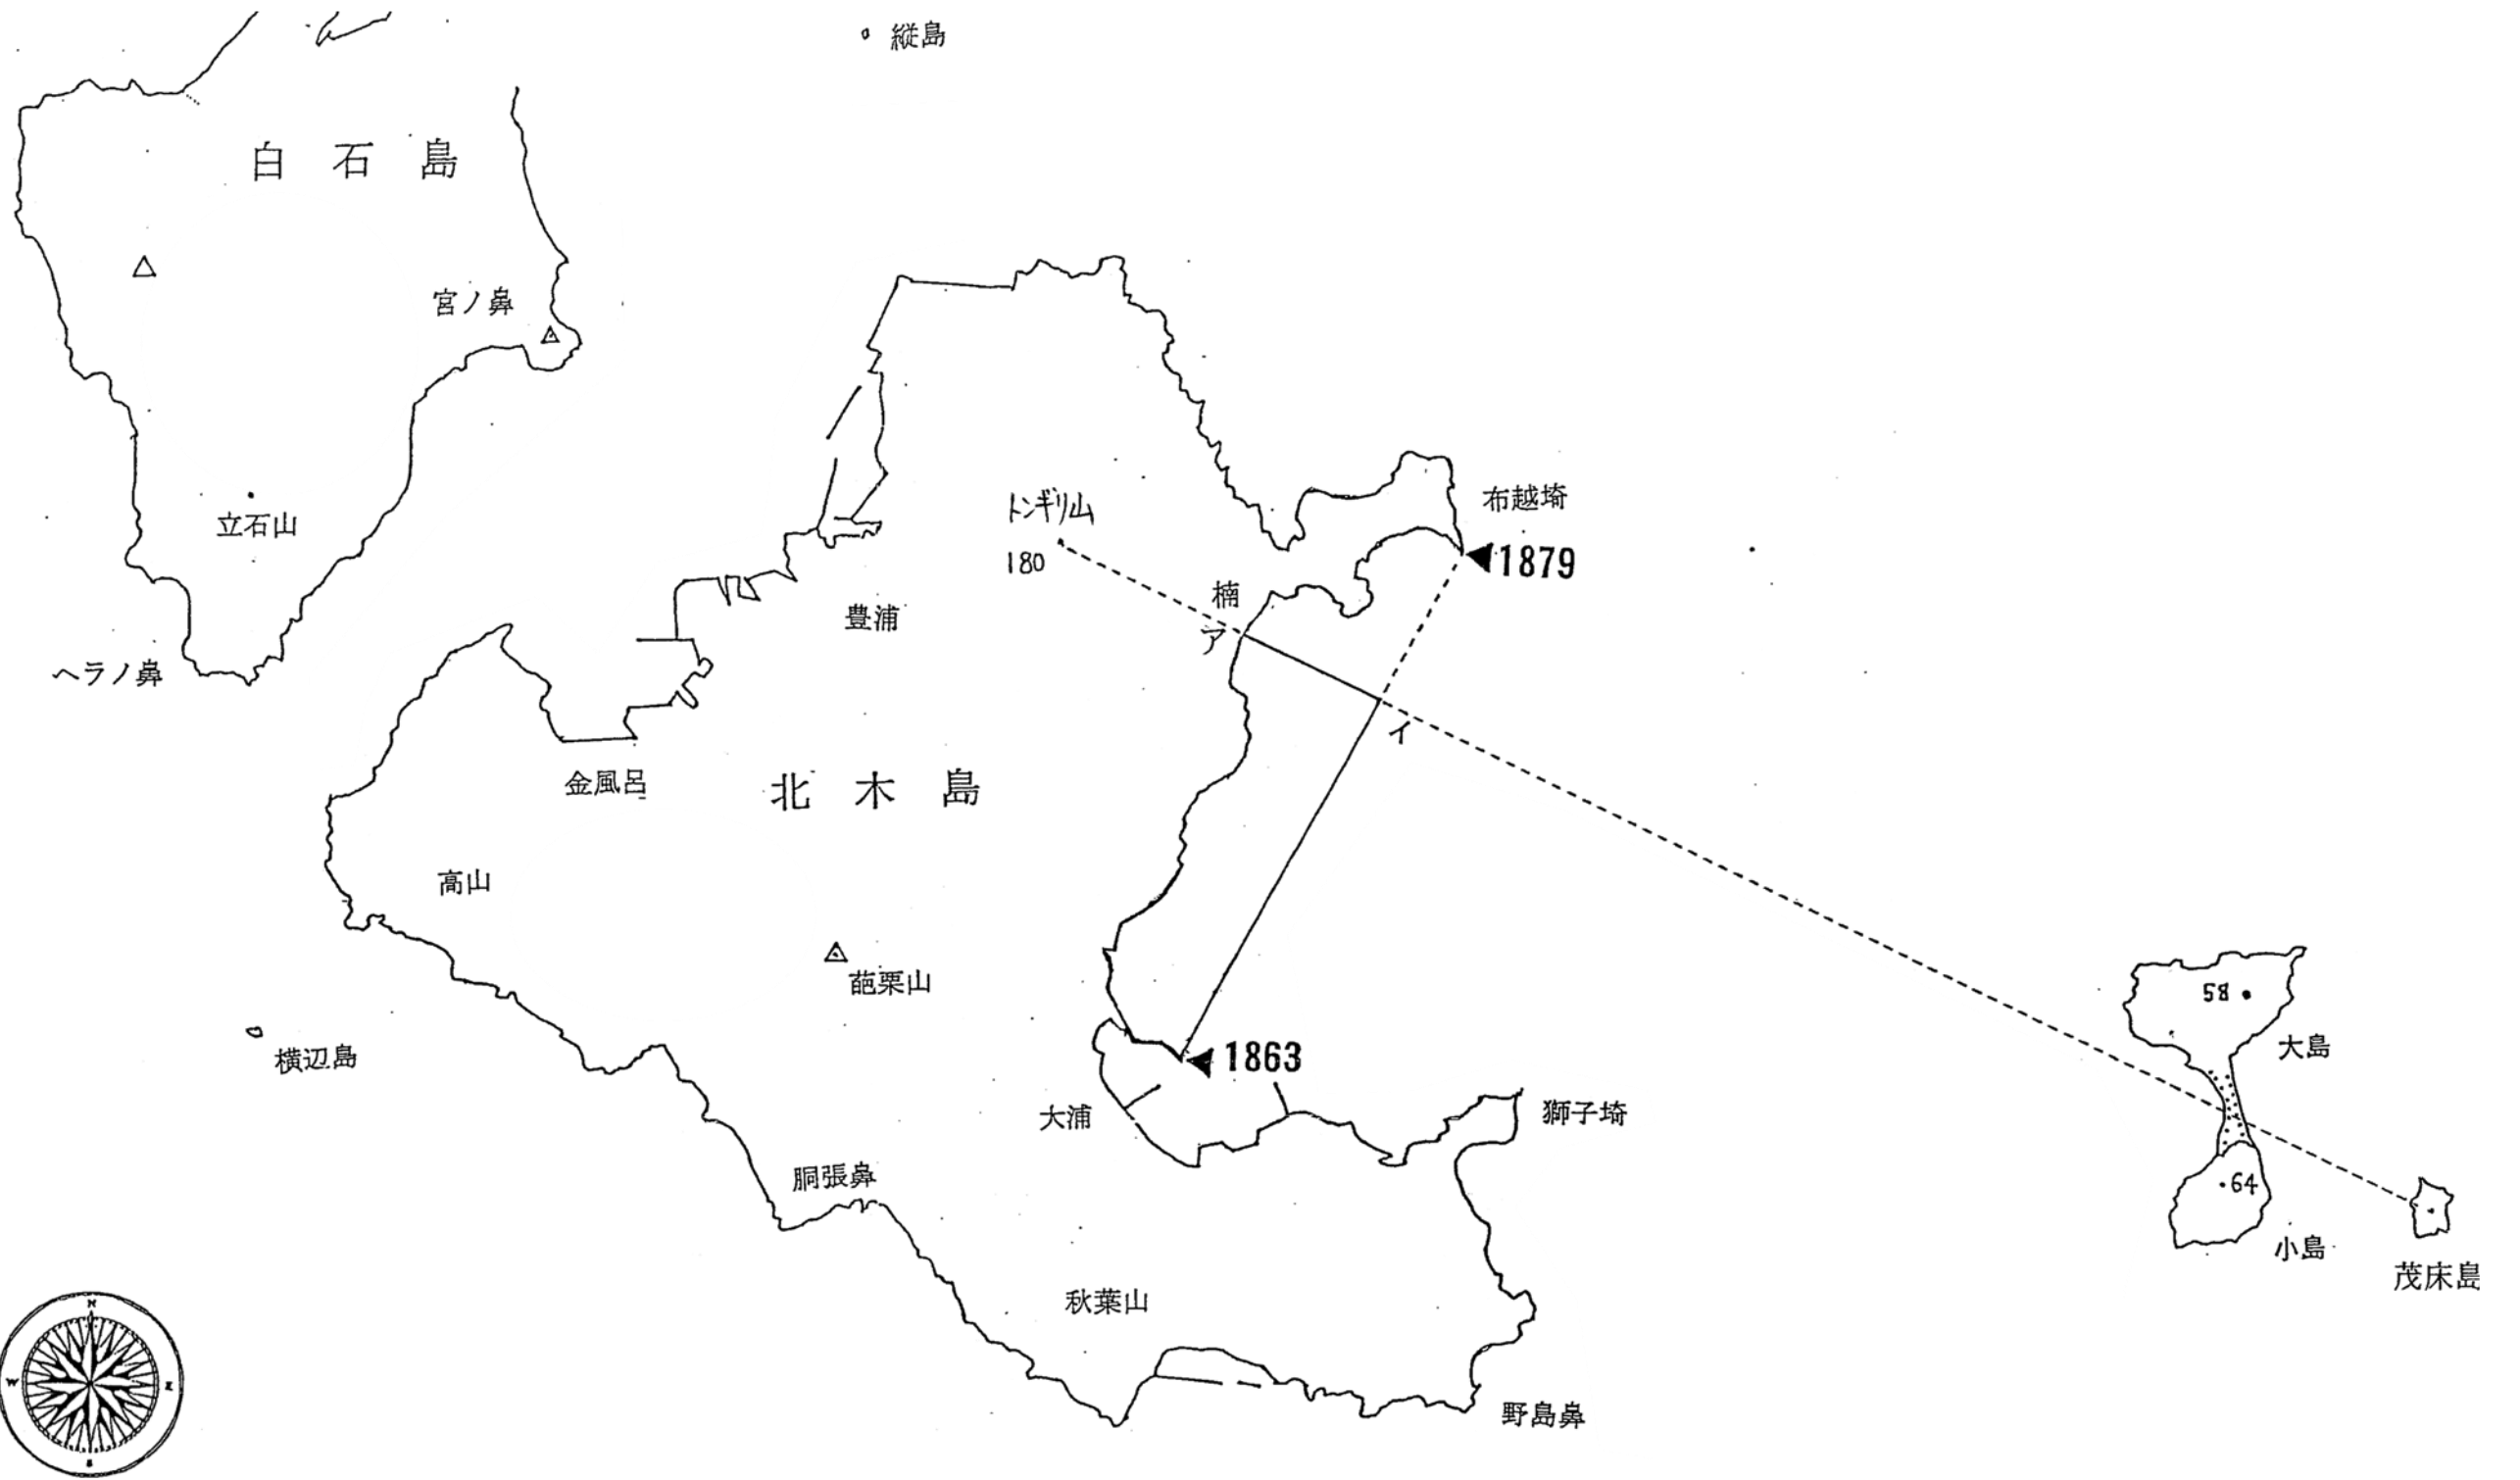 縦島
白石島
宮ノ鼻
立石山
ヘラノ鼻
トンギリ山
180
布越埼
1879
楠
ア
イ
豊浦
金風呂
北木島
高山
葩栗山
横辺島
1863
大浦
獅子埼
胴張鼻
秋葉山
野島鼻
58
大島
64
小島
茂床島
N
W
E
S